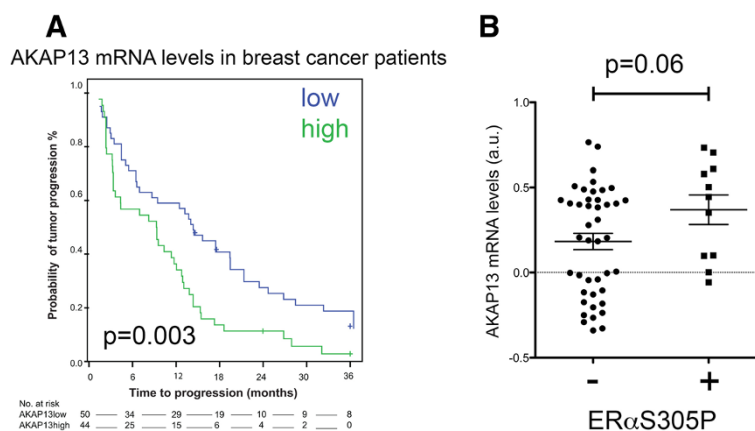 A
AKAP13 mRNA levels in breast cancer patients
low
high
Probability of tumor progression %
1.0
0.8
0.6
0.4
0.2
0.0
p=0.003
0 6 12 18 24 30 36
Time to progression (months)
No. at risk
AKAP13low 50 34 29 19 10 9 8
AKAP13high 44 25 15 6 4 2 0
B
p=0.06
AKAP13 mRNA levels (a.u.)
1.0
0.5
0.0
-0.5
- +
ERαS305P